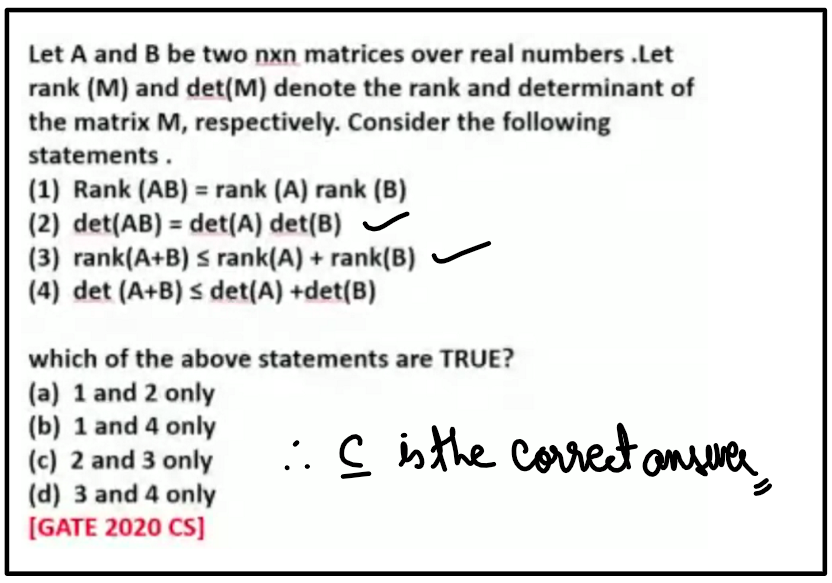 Let A and B be two nxn matrices over real numbers .Let
rank (M) and det(M) denote the rank and determinant of
the matrix M, respectively. Consider the following
statements .
(1) Rank (AB) = rank (A) rank (B)
(2) det(AB) = det(A) det(B) ✓
(3) rank(A+B) ≤ rank(A) + rank(B) ✓
(4) det (A+B) ≤ det(A) +det(B)
which of the above statements are TRUE?
(a) 1 and 2 only
(b) 1 and 4 only
(c) 2 and 3 only
(d) 3 and 4 only
∴ C is the correct answer
[GATE 2020 CS]